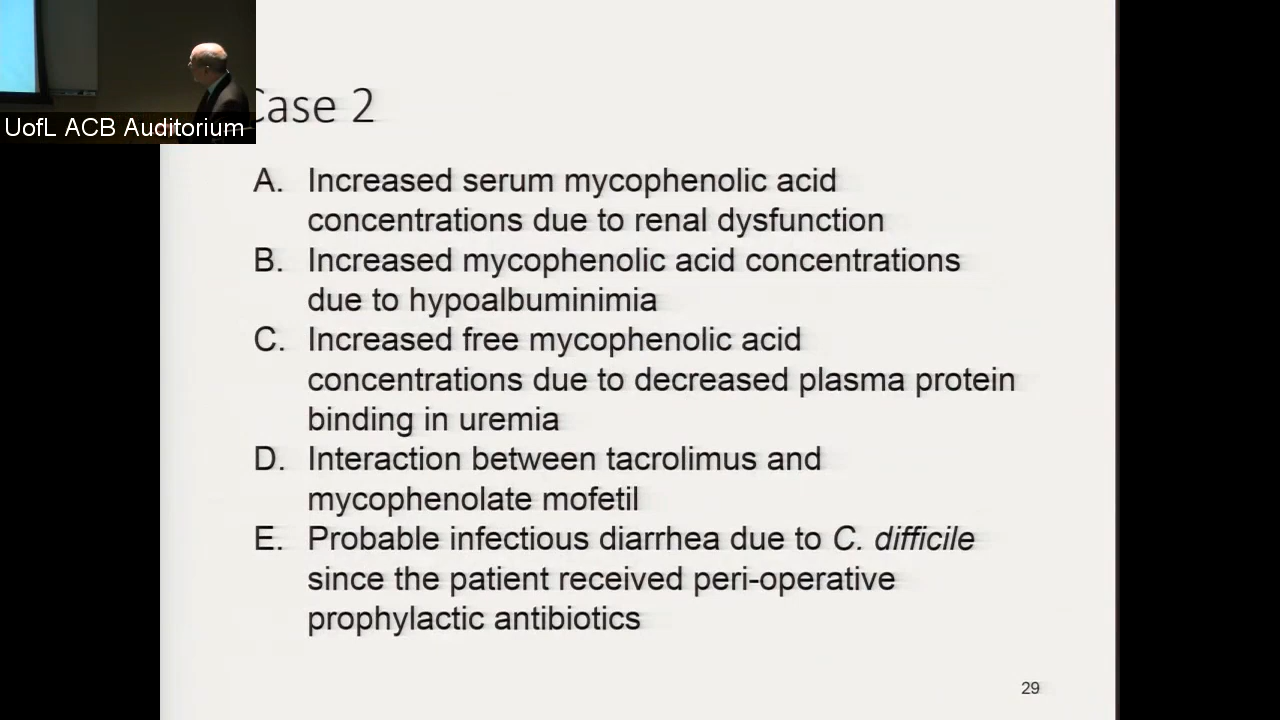 UofL ACB Auditorium
Case 2
A. Increased serum mycophenolic acid
concentrations due to renal dysfunction
B. Increased mycophenolic acid concentrations
due to hypoalbuminimia
C. Increased free mycophenolic acid
concentrations due to decreased plasma protein
binding in uremia
D. Interaction between tacrolimus and
mycophenolate mofetil
E. Probable infectious diarrhea due to C. difficile
since the patient received peri-operative
prophylactic antibiotics
29